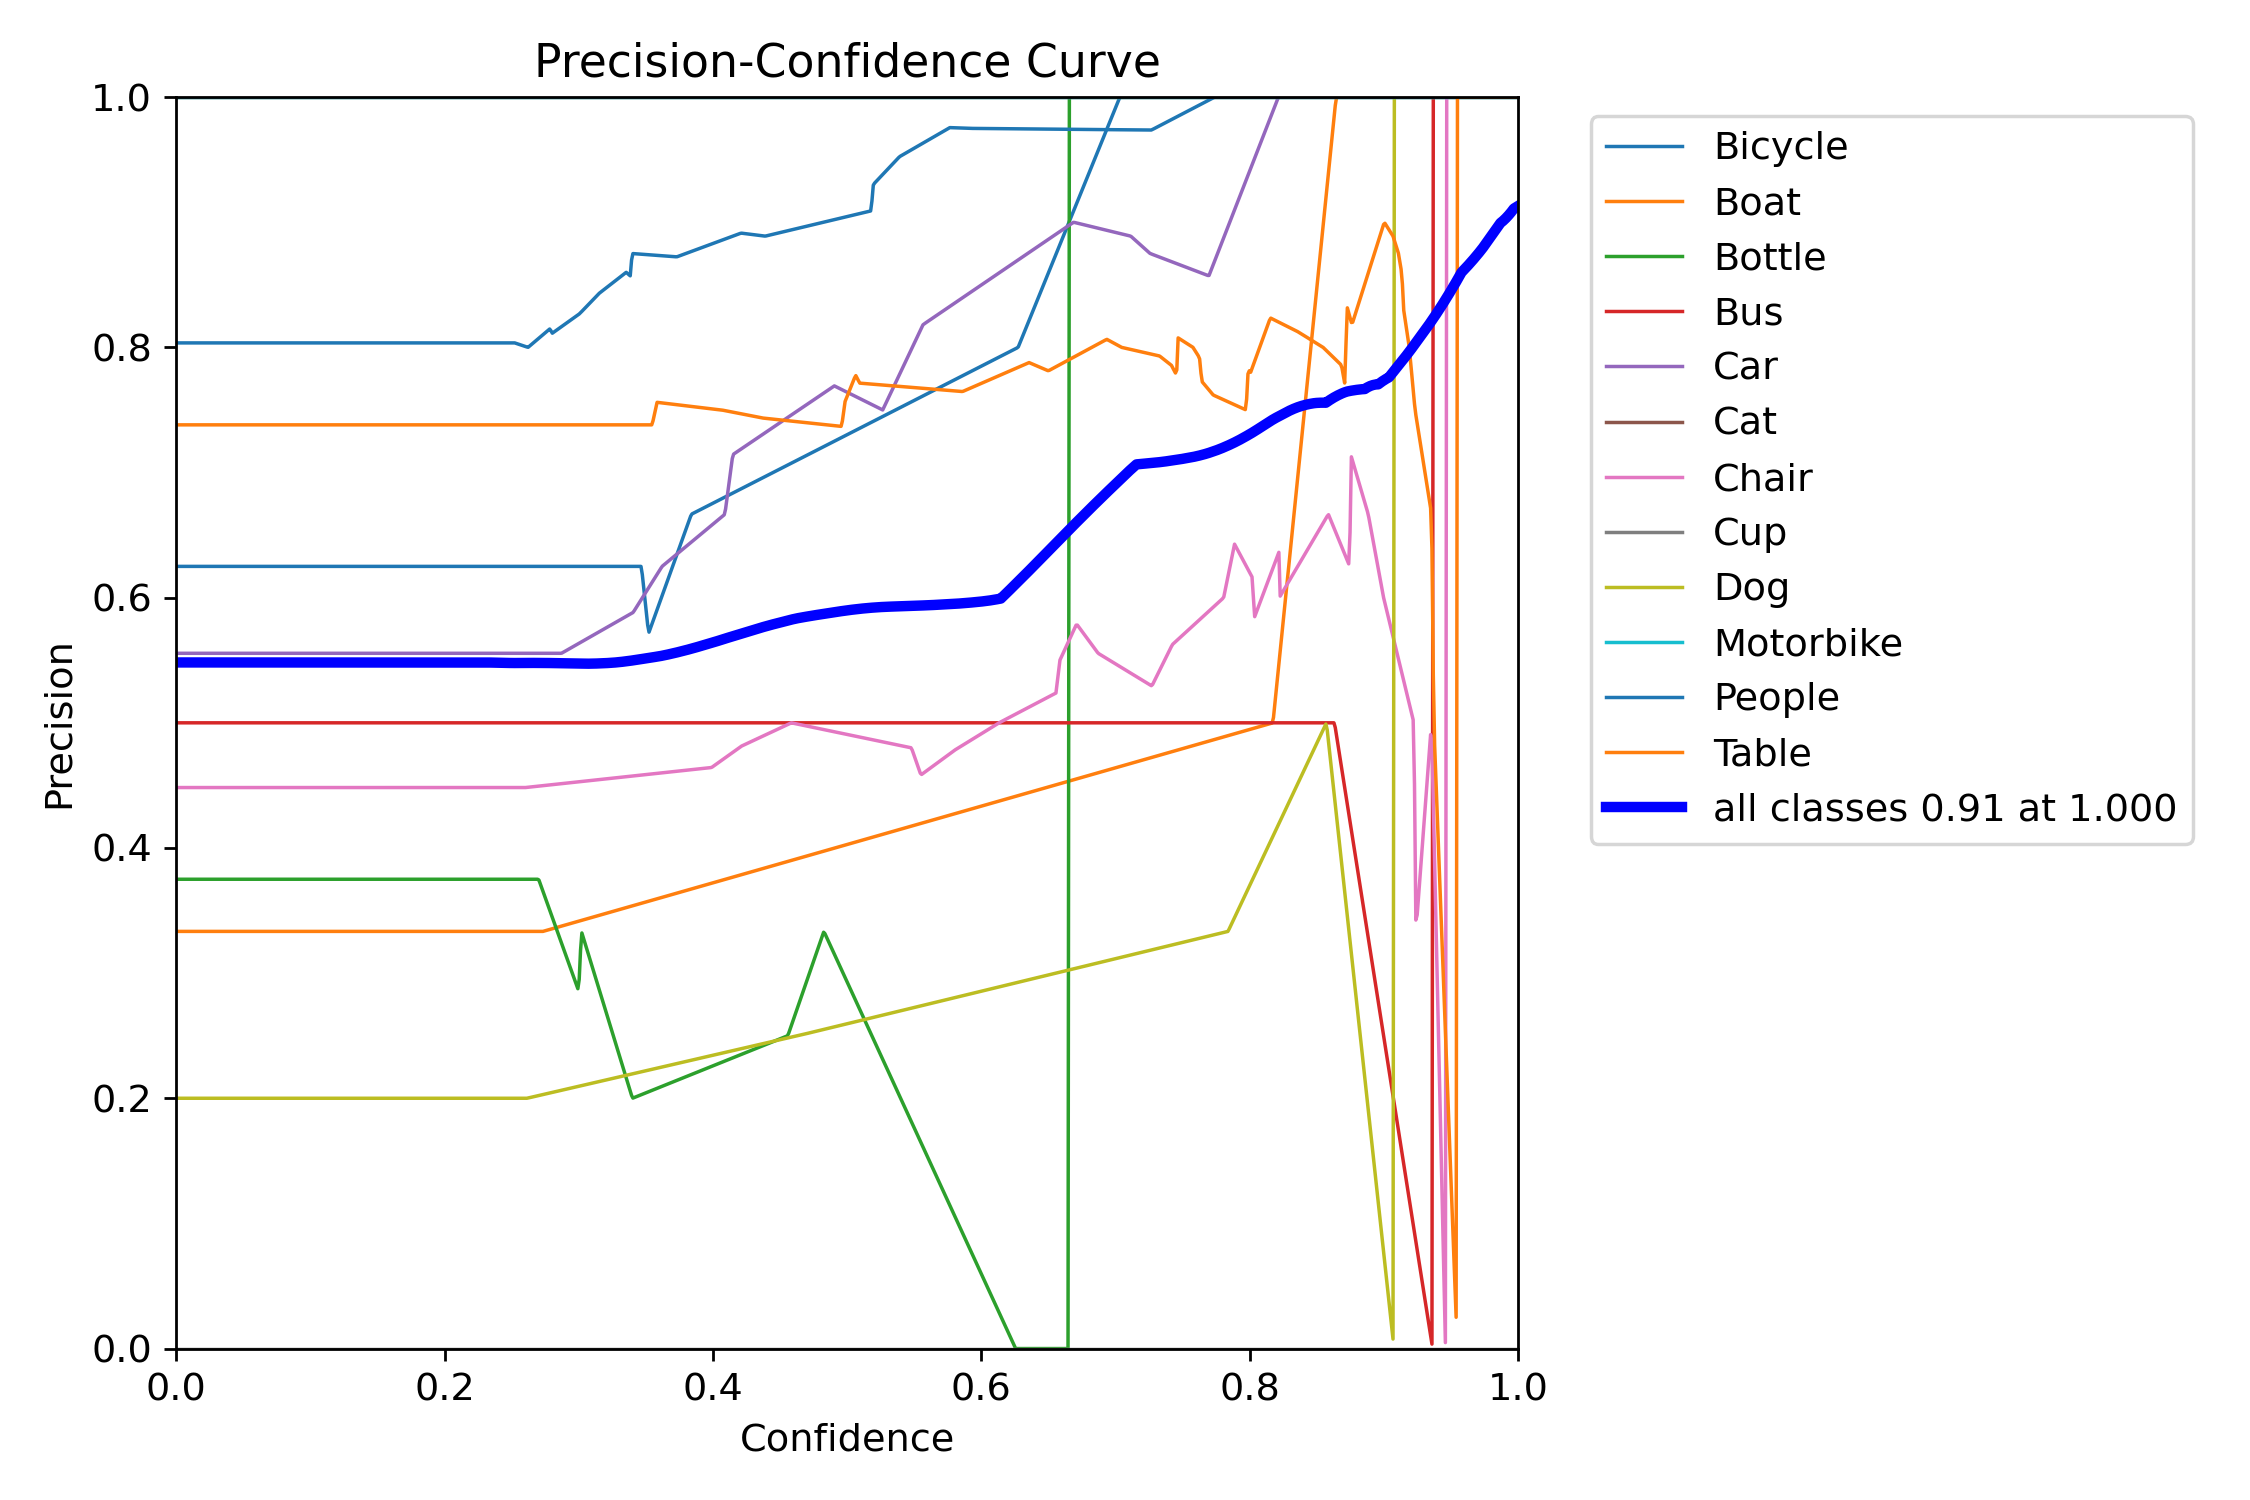 Precision-Confidence Curve
1.0
0.8
0.6
0.4
0.2
0.0
Precision
0.0 0.2 0.4 0.6 0.8 1.0
Confidence
Bicycle
Boat
Bottle
Bus
Car
Cat
Chair
Cup
Dog
Motorbike
People
Table
all classes 0.91 at 1.000